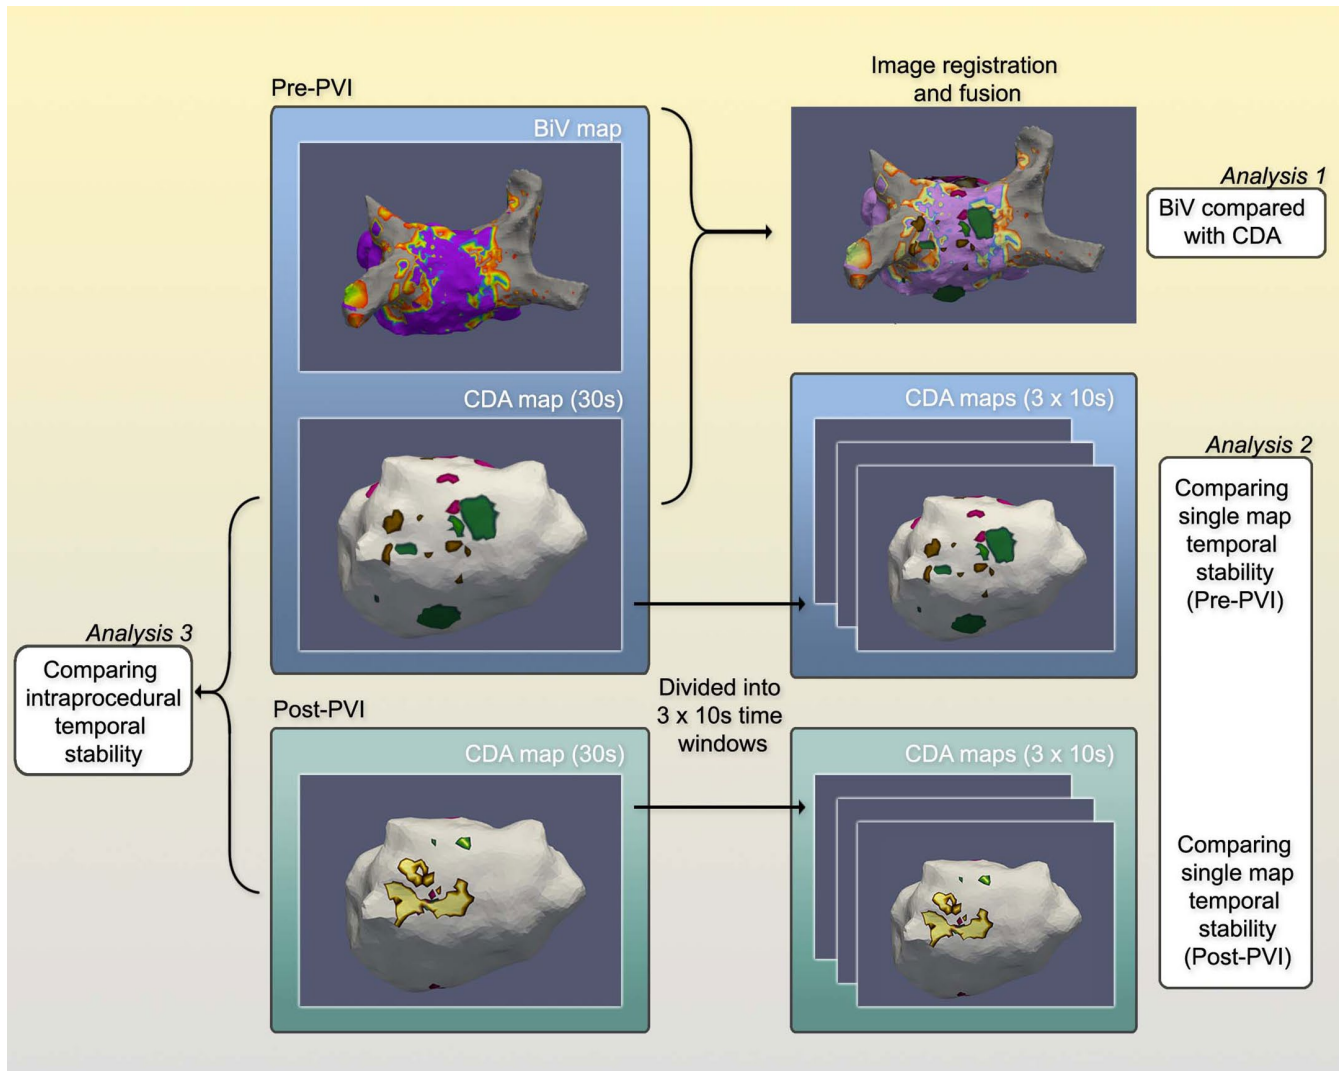 Pre-PVI
BiV map
CDA map (30s)
Image registration
and fusion
Analysis 1
BiV compared
with CDA
CDA maps (3 x 10s)
Analysis 2
Comparing
single map
temporal
stability
(Pre-PVI)
Analysis 3
Comparing
intraprocedural
temporal
stability
Post-PVI
CDA map (30s)
Divided into
3 x 10s time
windows
CDA maps (3 x 10s)
Comparing
single map
temporal
stability
(Post-PVI)